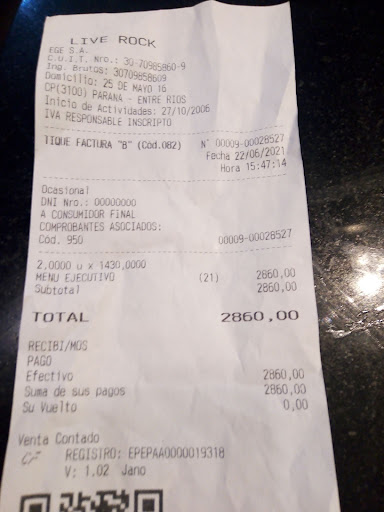 LIVE ROCK
EGE S.A.
C.U.I.T. Nro.: 30-70985860-9
Ing. Brutos: 30709858609
Domicilio: 25 DE MAYO 16
CP(3100) PARANA - ENTRE RIOS
Inicio de Actividades: 27/10/2006
IVA RESPONSABLE INSCRIPTO
TIQUE FACTURA "B" (Cód.082) N° 00009-00028527
Fecha 22/06/2021
Hora 15:47:14
Ocasional
DNI Nro.: 00000000
A CONSUMIDOR FINAL
COMPROBANTES ASOCIADOS:
Cód. 950 00009-00028527
2,0000 u x 1430,0000
MENU EJECUTIVO (21) 2860,00
Subtotal 2860,00
TOTAL 2860,00
RECIBI/MOS
PAGO
Efectivo 2860,00
Suma de sus pagos 2860,00
Su Vuelto 0,00
Venta Contado
CF REGISTRO: EPEPAA0000019318
V: 1.02 Jano